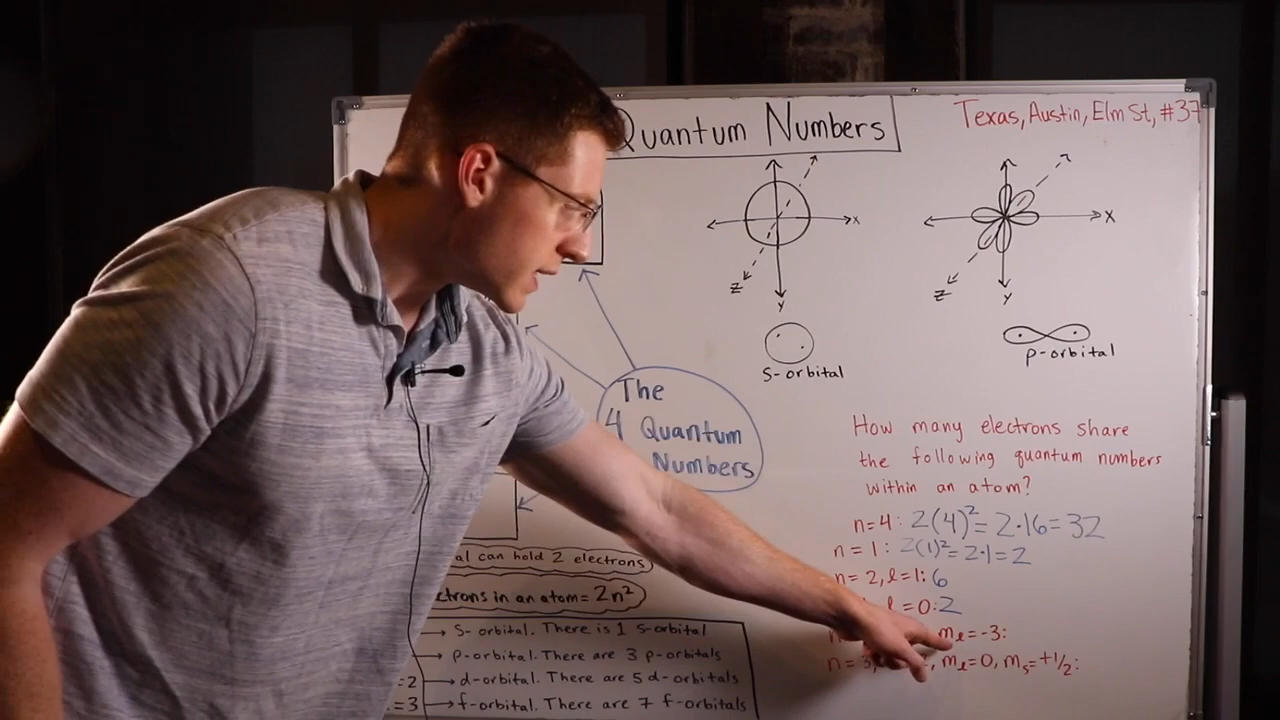 Quantum Numbers
Texas, Austin, Elm St, #37
X
Z
Y
X
Z
Y
S-orbital
p-orbital
The
4 Quantum
Numbers
How many electrons share
the following quantum numbers
within an atom?
n=4: 2(4)²=2·16=32
n=1: 2(1)²=2·1=2
n=2, l=1: 6
l=0: 2
mₗ=-3:
n=3, mₗ=0, mₛ=+1/2:
can hold 2 electrons
in an atom=2n²
S-orbital. There is 1 S-orbital
p-orbital. There are 3 p-orbitals
=2 d-orbital. There are 5 d-orbitals
=3 f-orbital. There are 7 f-orbitals